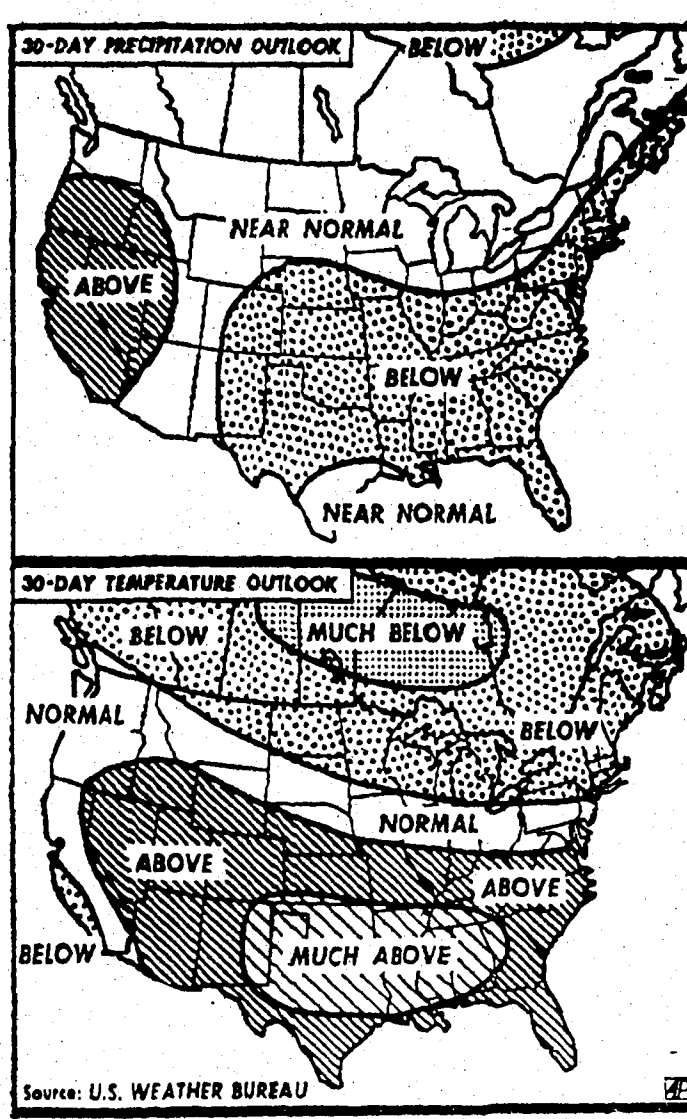 30-DAY PRECIPITATION OUTLOOK
BELOW
NEAR NORMAL
ABOVE
BELOW
NEAR NORMAL
30-DAY TEMPERATURE OUTLOOK
BELOW
MUCH BELOW
NORMAL
BELOW
NORMAL
ABOVE
ABOVE
BELOW
MUCH ABOVE
Source: U.S. WEATHER BUREAU
AP